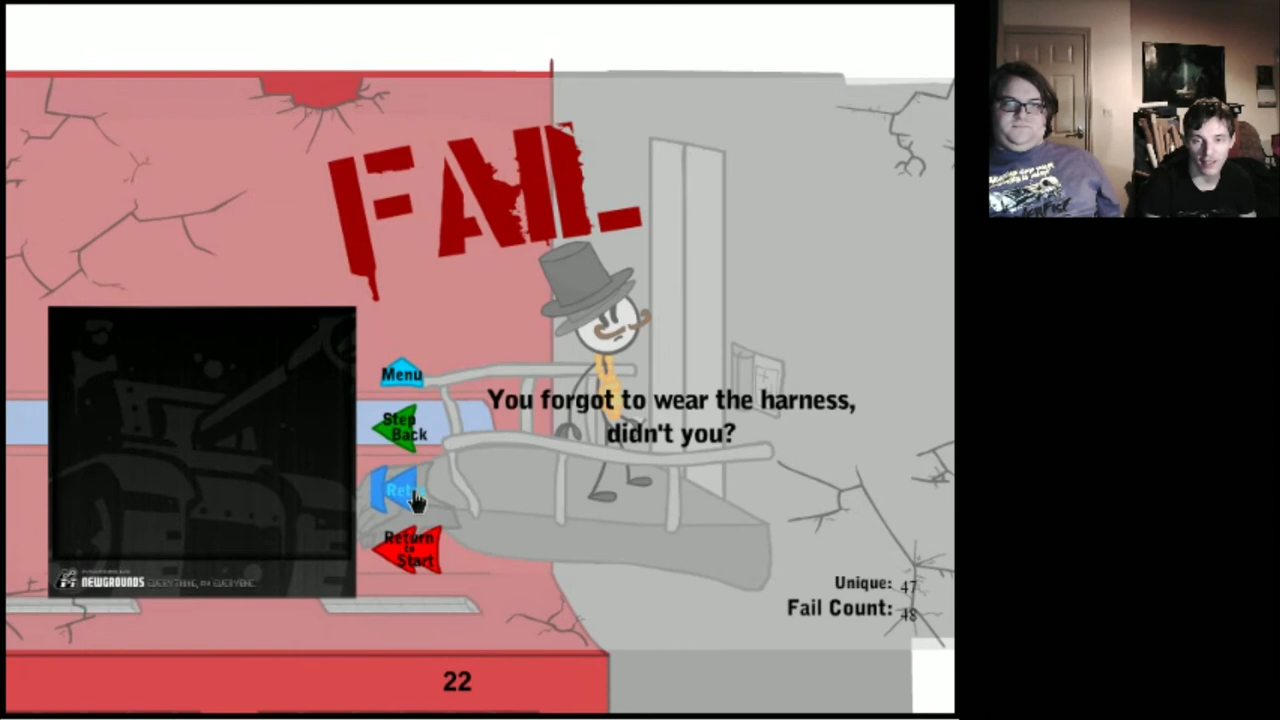 FAIL
Menu
Step
Back
You forgot to wear the harness,
didn't you?
Return
to
Start
NEWGROUNDS
Unique: 47
Fail Count: 48
22